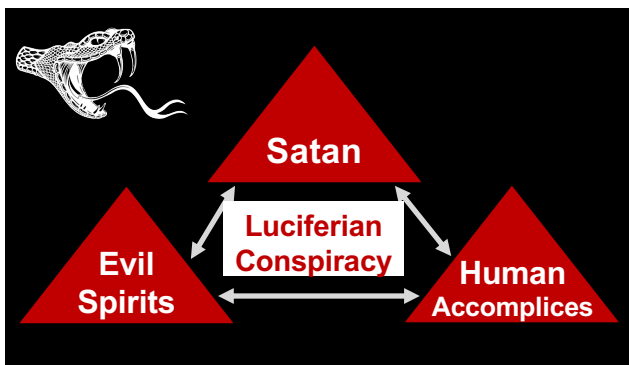 Satan
Luciferian
Conspiracy
Evil
Spirits
Human
Accomplices